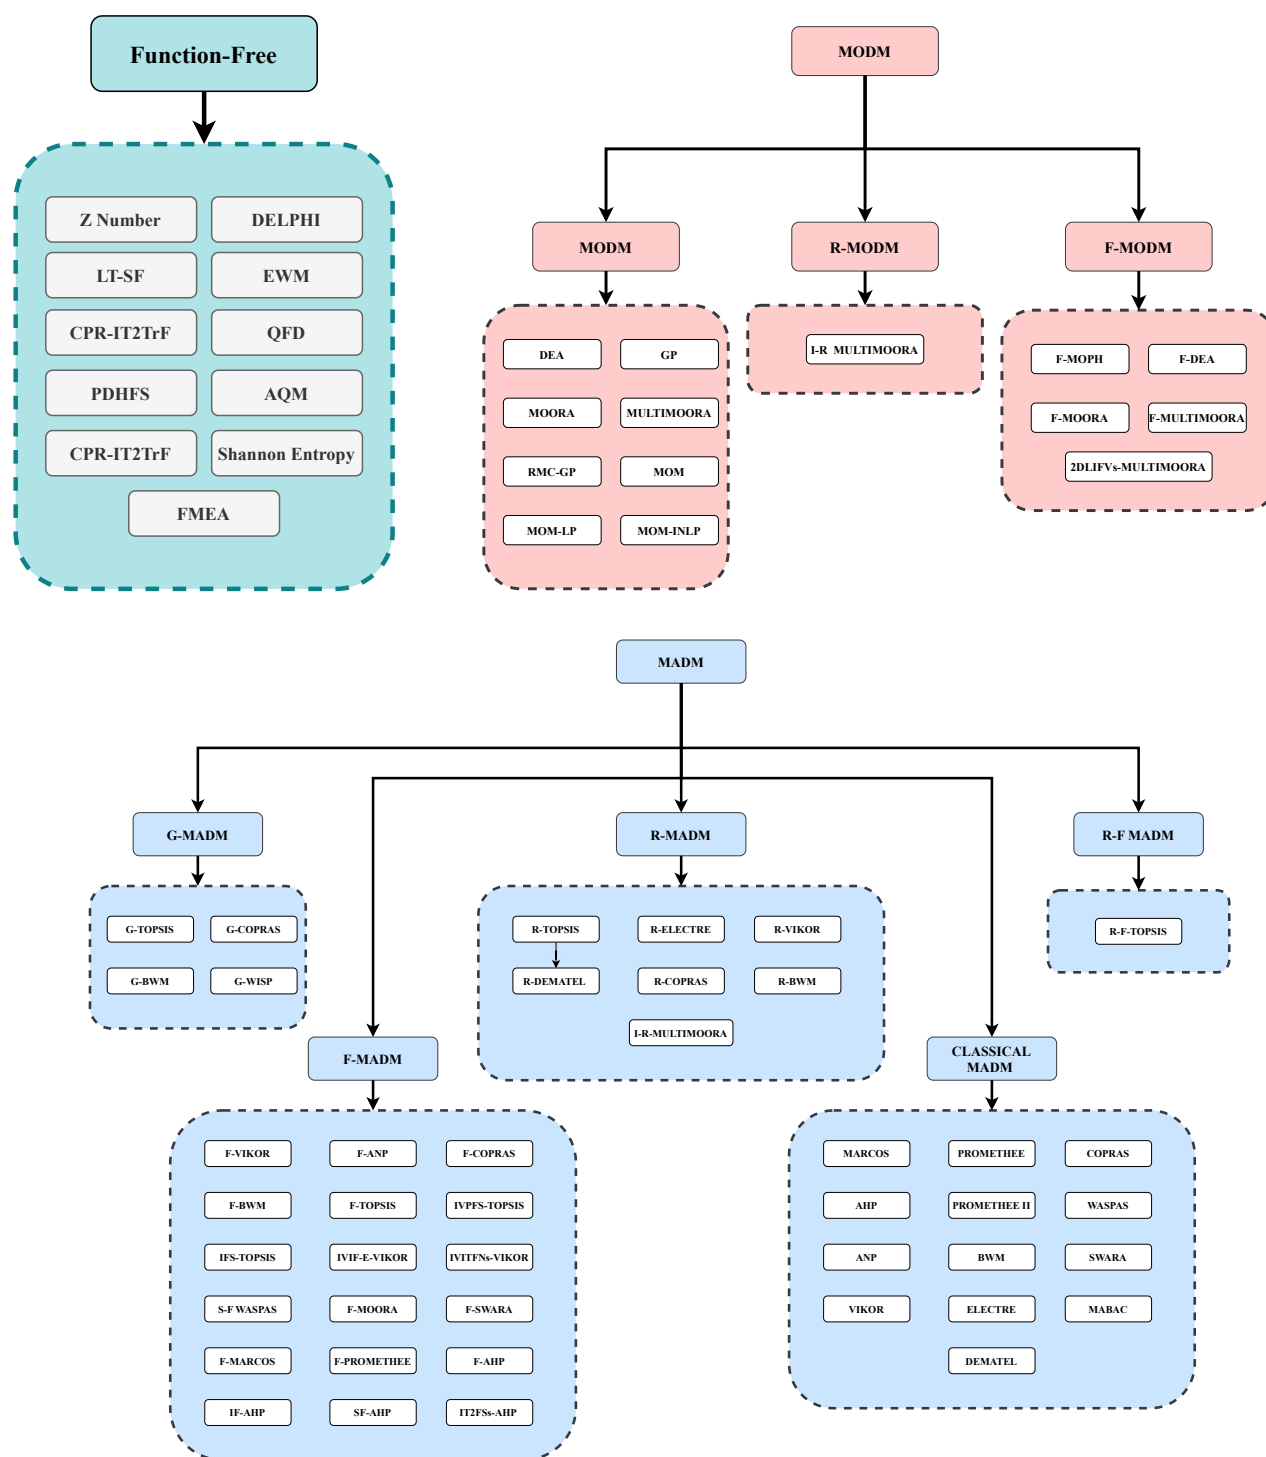 Function-Free
Z Number
DELPHI
LT-SF
EWM
CPR-IT2TrF
QFD
PDHFS
AQM
CPR-IT2TrF
Shannon Entropy
FMEA
MODM
MODM
R-MODM
F-MODM
DEA
GP
MOORA
MULTIMOORA
RMC-GP
MOM
MOM-LP
MOM-INLP
I-R MULTIMOORA
F-MOPH
F-DEA
F-MOORA
F-MULTIMOORA
2DLIFVs-MULTIMOORA
MADM
G-MADM
R-MADM
R-F MADM
G-TOPSIS
G-COPRAS
G-BWM
G-WISP
R-TOPSIS
R-ELECTRE
R-VIKOR
R-DEMATEL
R-COPRAS
R-BWM
I-R-MULTIMOORA
R-F-TOPSIS
F-MADM
CLASSICAL
MADM
F-VIKOR
F-ANP
F-COPRAS
F-BWM
F-TOPSIS
IVPFS-TOPSIS
IFS-TOPSIS
IVIF-E-VIKOR
IVITFNs-VIKOR
S-F WASPAS
F-MOORA
F-SWARA
F-MARCOS
F-PROMETHEE
F-AHP
IF-AHP
SF-AHP
IT2FSs-AHP
MARCOS
PROMETHEE
COPRAS
AHP
PROMETHEE II
WASPAS
ANP
BWM
SWARA
VIKOR
ELECTRE
MABAC
DEMATEL